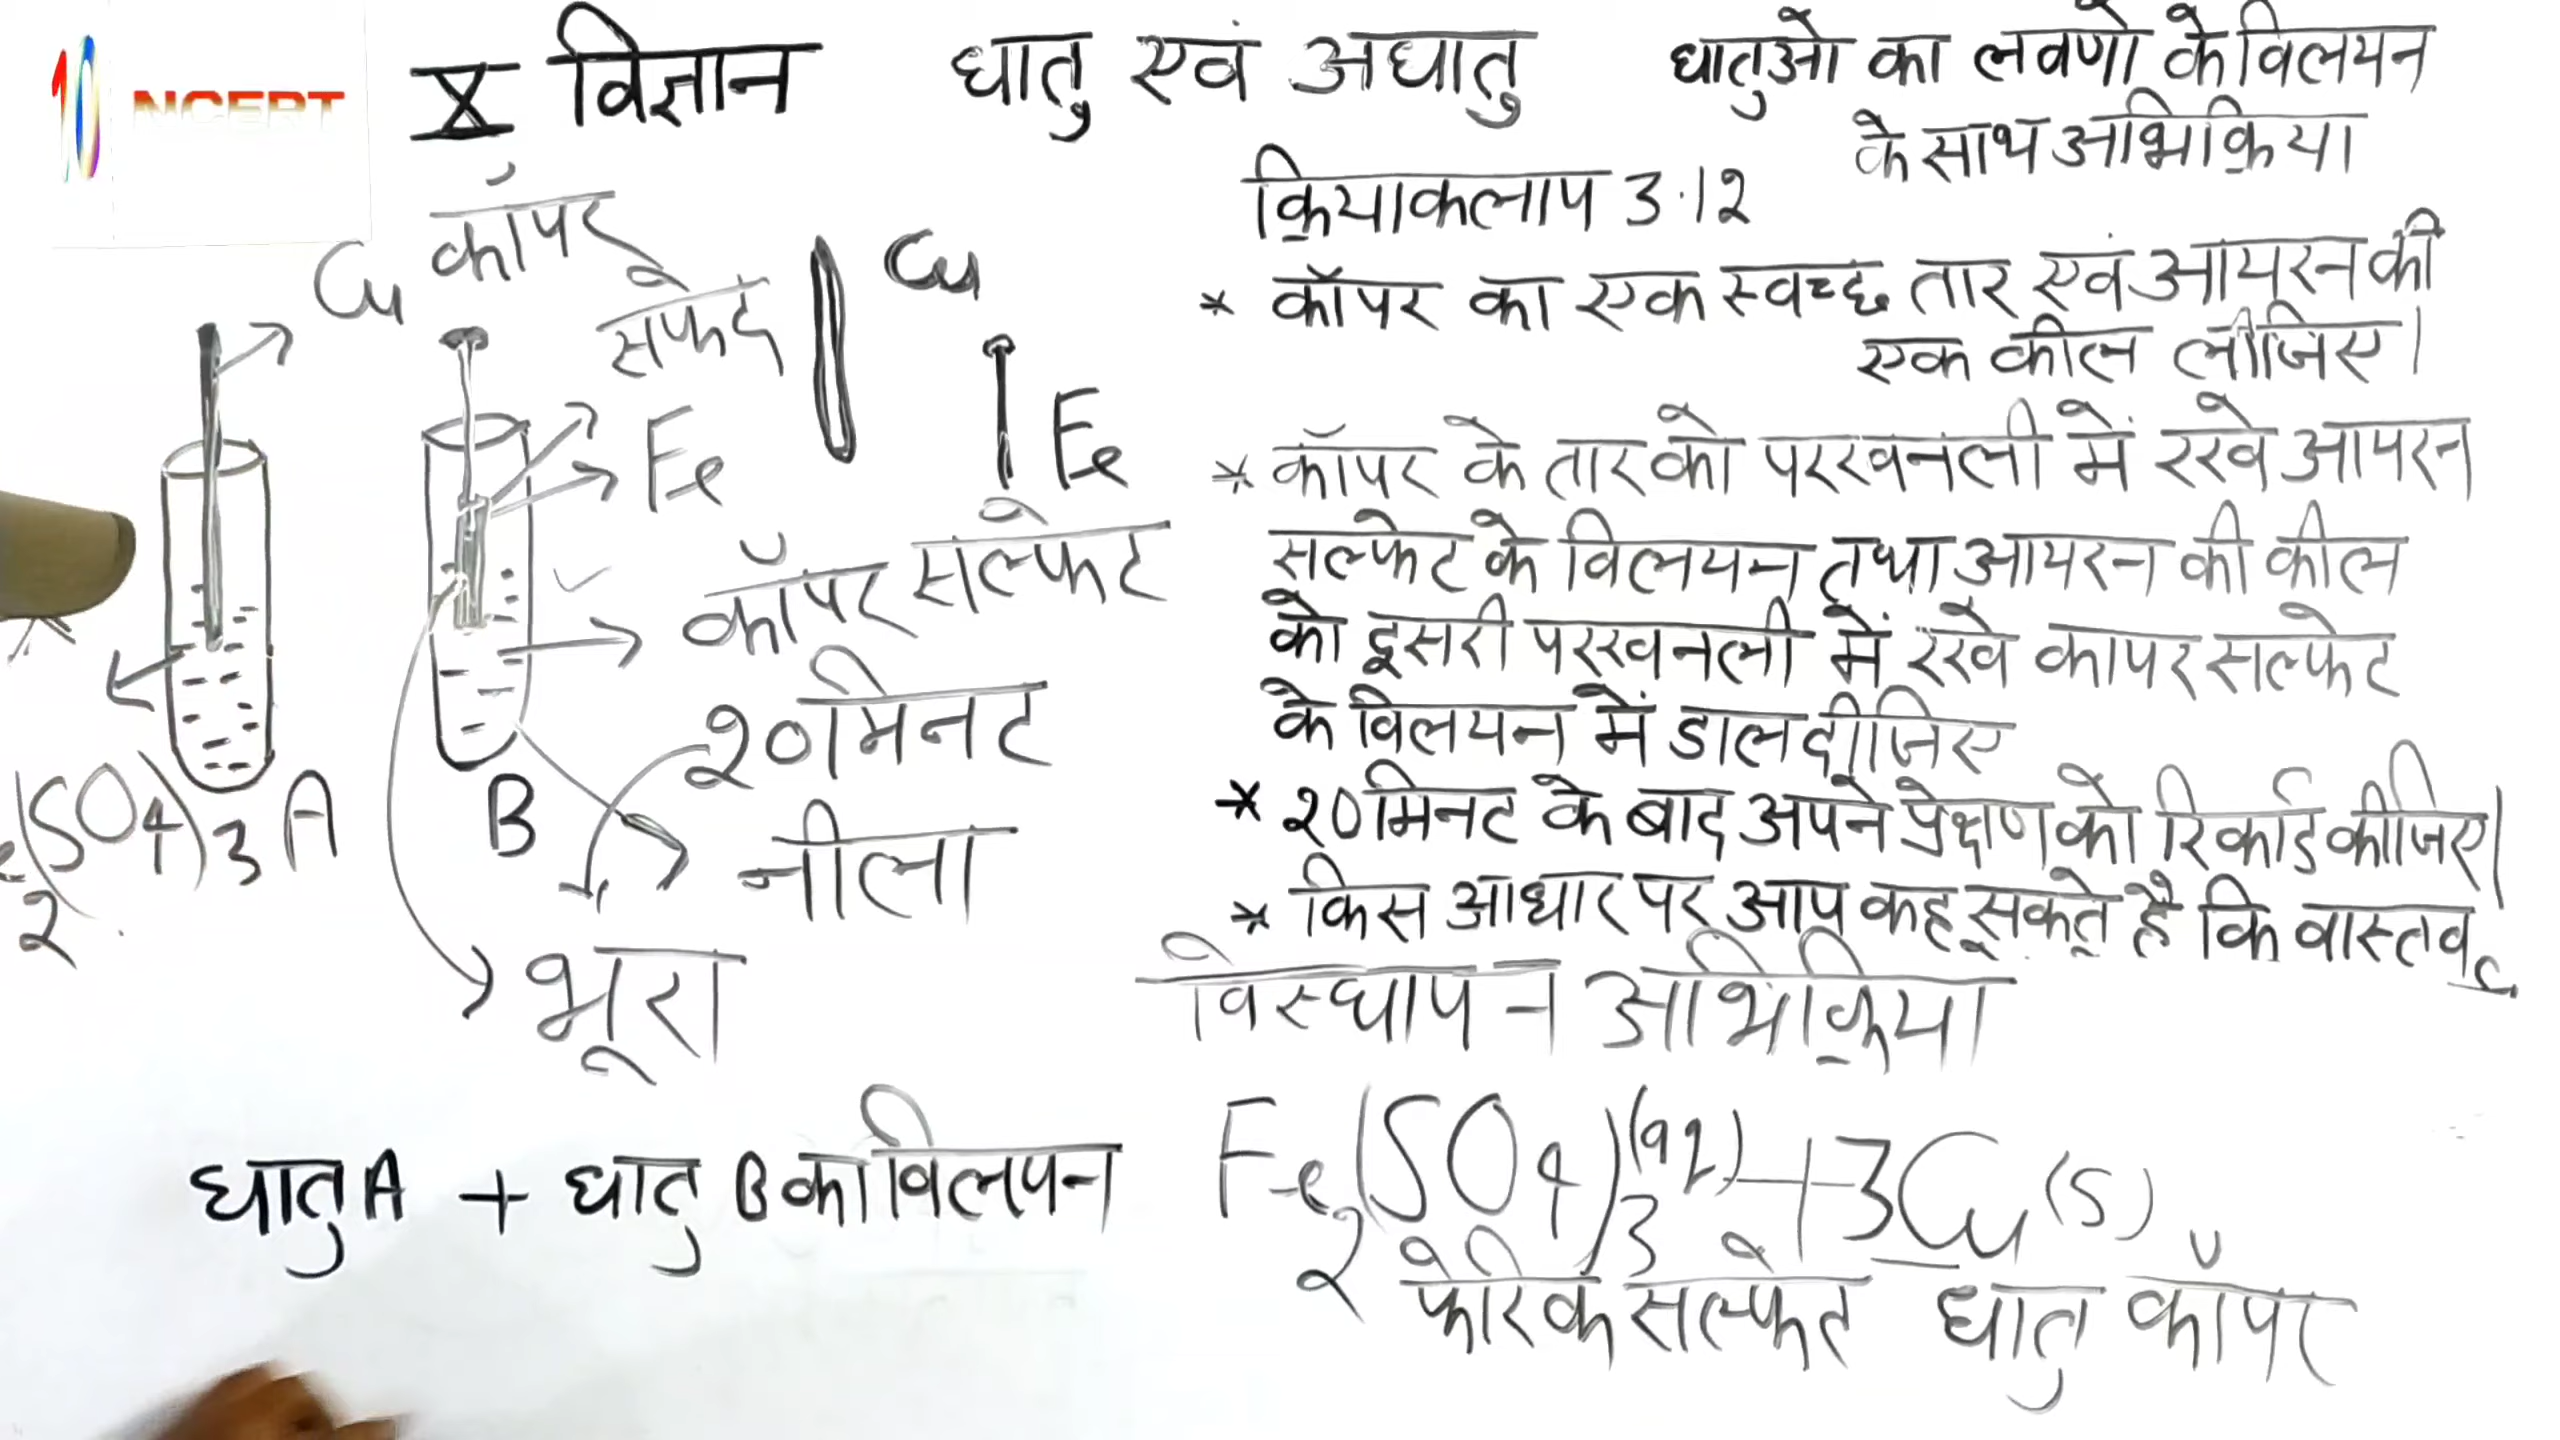 10 NCERT
X विज्ञान धातु एवं अधातु
धातुओ का लवणो के विलयन
के साथ अभिक्रिया
क्रियाकलाप 3.12
* कॉपर का एक स्वच्छ तार एवं आयरन की
एक कील लीजिए।
* कॉपर के तार को परखनली में रखे आयरन
सल्फेट के विलयन तथा आयरन की कील
को दूसरी परखनली में रखे कापर सल्फेट
के विलयन में डाल दीजिए
* २0 मिनट के बाद अपने प्रेक्षण को रिकार्ड कीजिए।
* किस आधार पर आप कह सकते है कि वास्तव
विस्थापन अभिक्रिया
Fe2(SO4)3(aq) + 3Cu(s)
फेरिक सल्फेट धातु कॉपर
Cu कॉपर
सफेद
Cu
Fe
Fe
कॉपर सल्फेट
२0 मिनट
नीला
भूरा
(SO4)3
2
A
B
धातु A + धातु B का विलयन